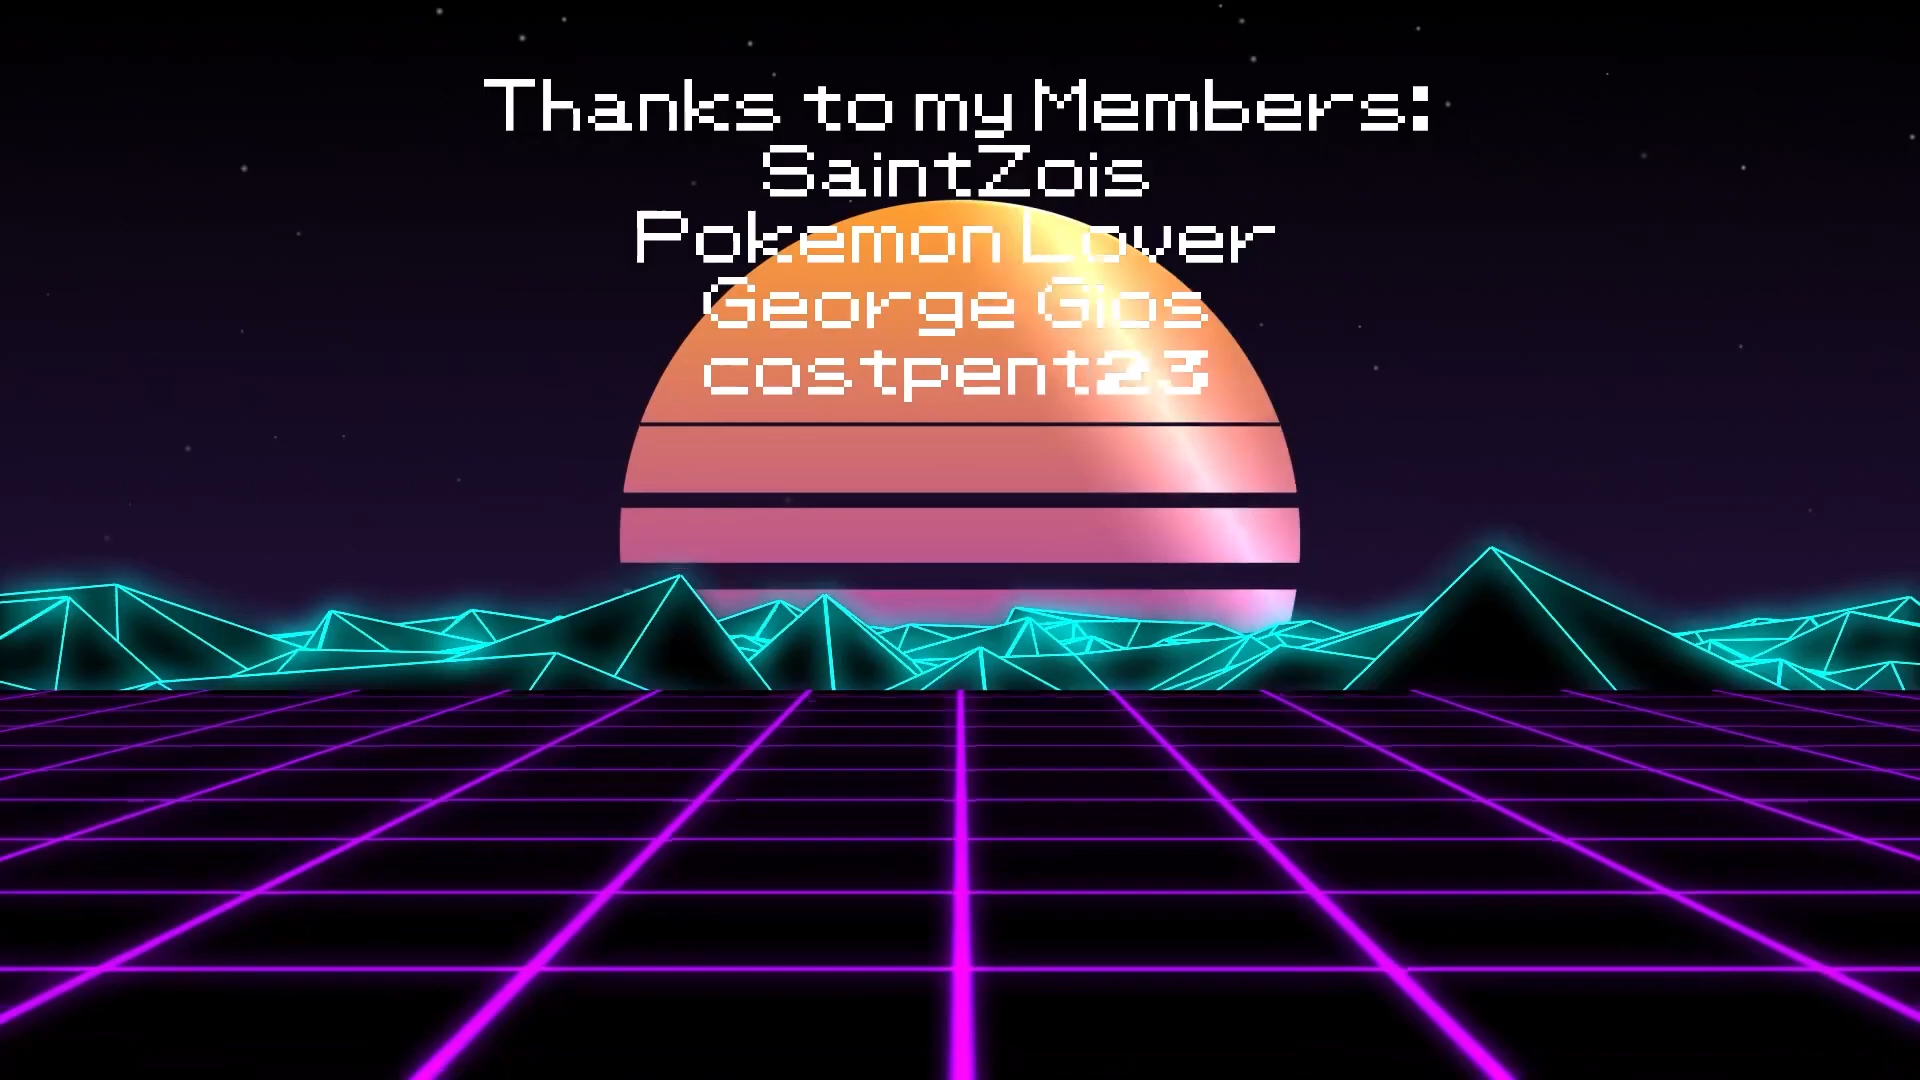 Thanks to my Members:
SaintZois
Pokemon Lover
George Gios
costpent23